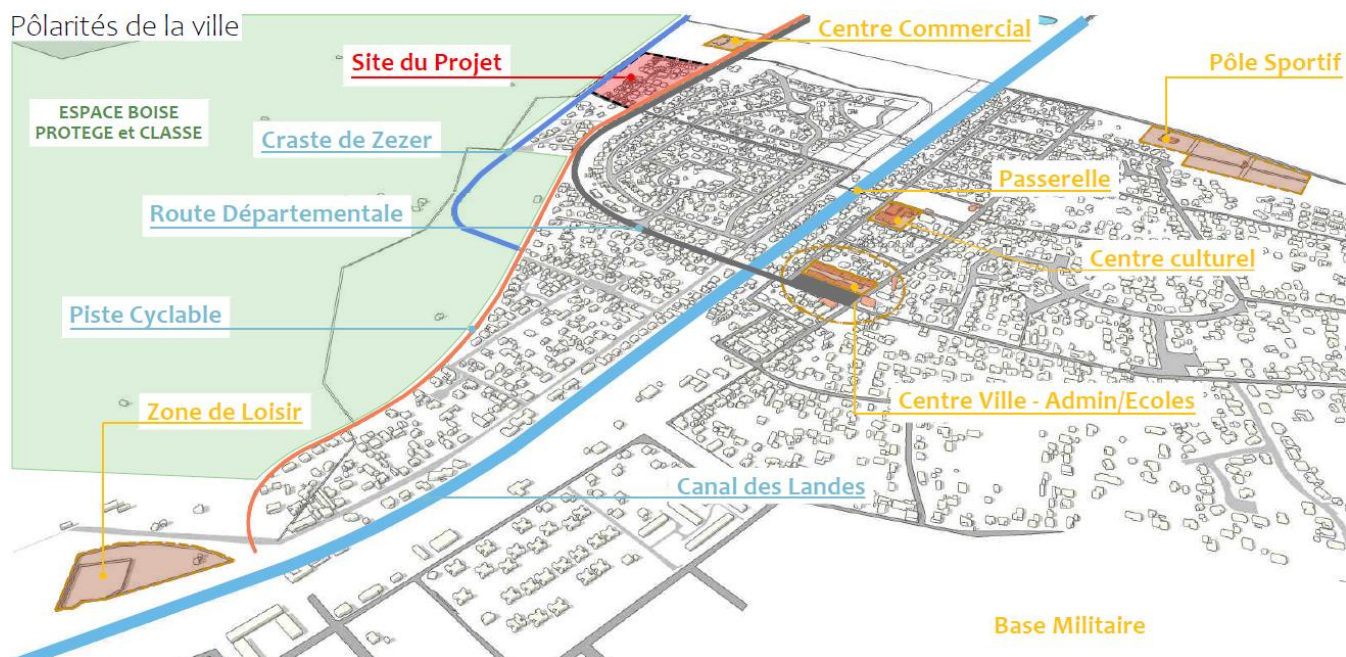 Pôlarités de la ville
Centre Commercial
Site du Projet
Pôle Sportif
ESPACE BOISE
PROTEGE et CLASSE
Craste de Zezer
Passerelle
Route Départementale
Centre culturel
Piste Cyclable
Zone de Loisir
Centre Ville - Admin/Ecoles
Canal des Landes
Base Militaire